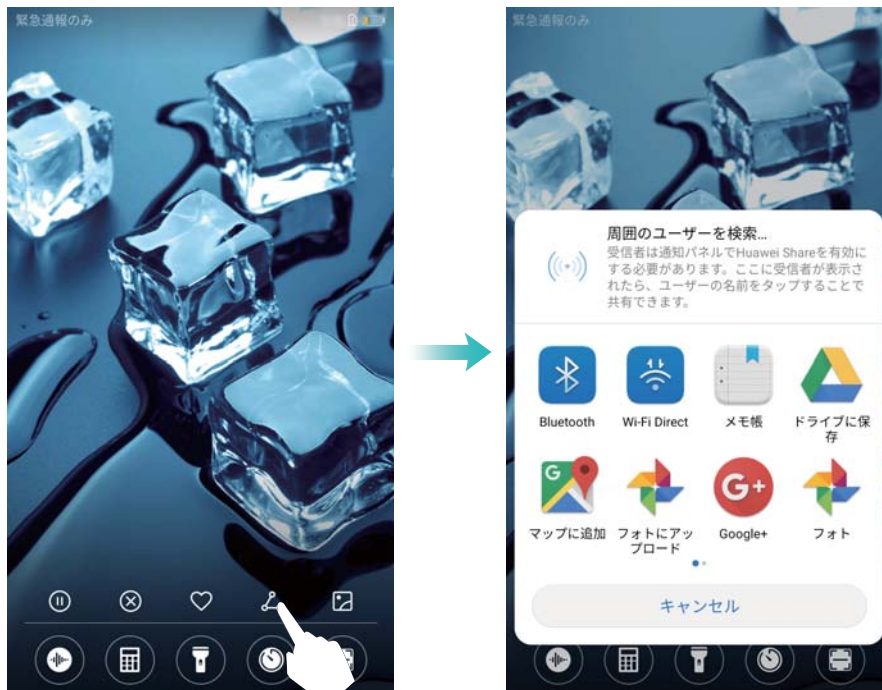 緊急通報のみ
緊急通報のみ
周囲のユーザーを検索...
受信者は通知パネルでHuawei Shareを有効に
する必要があります。ここに受信者が表示さ
れたら、ユーザーの名前をタップすることで
共有できます。
Bluetooth
Wi-Fi Direct
メモ帳
ドライブに保
存
マップに追加
フォトにアッ
プロード
Google+
フォト
キャンセル